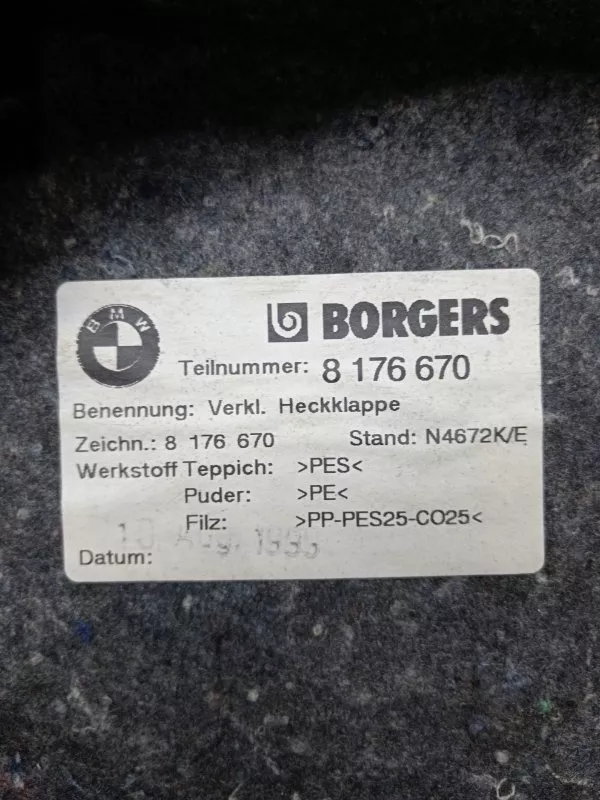 BMW
BORGERS
Teilnummer: 8 176 670
Benennung: Verkl. Heckklappe
Zeichn.: 8 176 670 Stand: N4672K/E
Werkstoff Teppich: >PES<
Puder: >PE<
Filz: >PP-PES25-CO25<
Aug.
Datum: